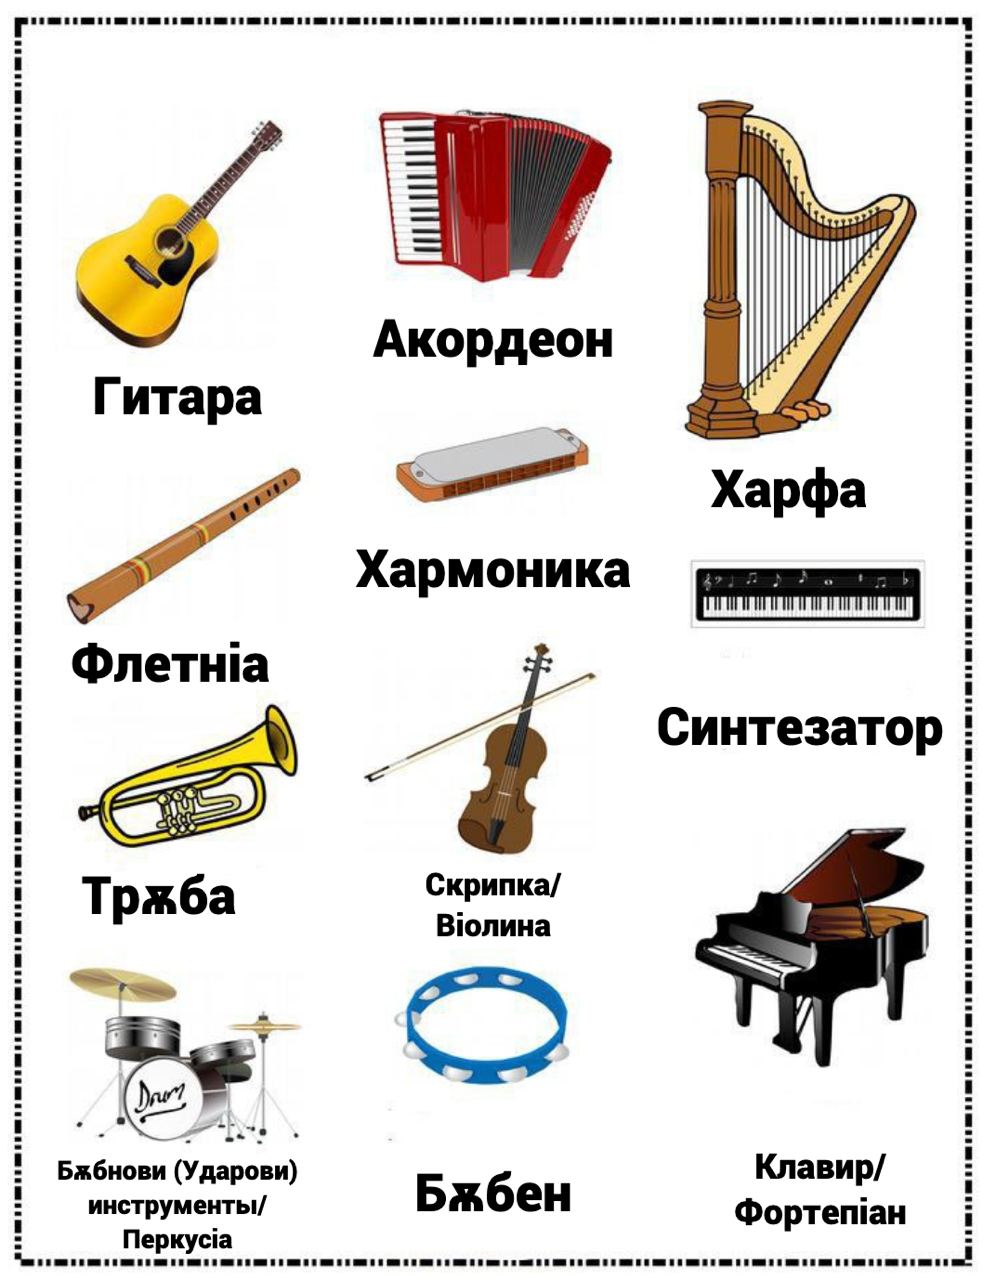 Гитара
Акордеон
Харфа
Флетніа
Хармоника
Синтезатор
Трѫба
Скрипка/
Віолина
Drum
Бѫбнови (Ударови)
инструменты/
Перкусіа
Бѫбен
Клавир/
Фортепіан